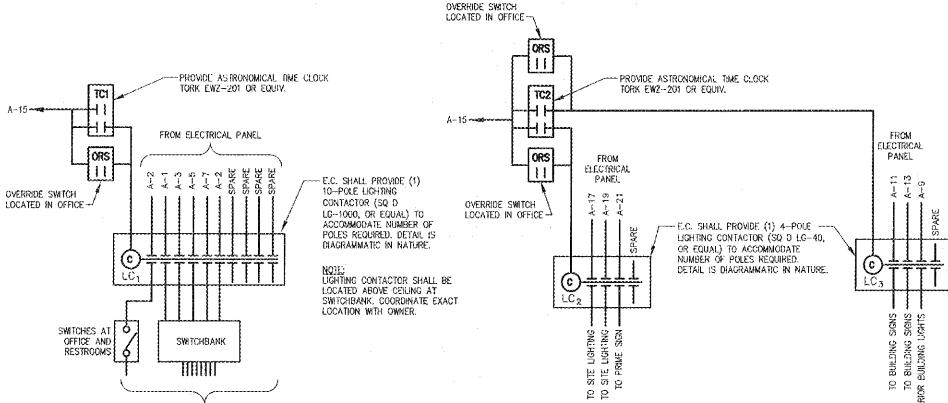 OVERRIDE SWITCH
LOCATED IN OFFICE
ORS
TC1
PROVIDE ASTRONOMICAL TIME CLOCK
TORK EWZ-201 OR EQUIV.
A-15
FROM ELECTRICAL PANEL
ORS
OVERRIDE SWITCH
LOCATED IN OFFICE
A-2
A-1
A-3
A-5
A-7
A-2
SPARE
SPARE
SPARE
SPARE
E.C. SHALL PROVIDE (1)
10-POLE LIGHTING
CONTACTOR (SQ D
LG-1000, OR EQUAL) TO
ACCOMMODATE NUMBER OF
POLES REQUIRED. DETAIL IS
DIAGRAMMATIC IN NATURE.
NOTE:
LIGHTING CONTACTOR SHALL BE
LOCATED ABOVE CEILING AT
SWITCHBANK. COORDINATE EXACT
LOCATION WITH OWNER.
C
LC1
SWITCHES AT
OFFICE AND
RESTROOMS
SWITCHBANK
TC2
PROVIDE ASTRONOMICAL TIME CLOCK
TORK EWZ-201 OR EQUIV.
A-15
ORS
OVERRIDE SWITCH
LOCATED IN OFFICE
FROM
ELECTRICAL
PANEL
A-17
A-19
A-21
SPARE
C
LC2
E.C. SHALL PROVIDE (1) 4-POLE
LIGHTING CONTACTOR (SQ D LG-40,
OR EQUAL) TO ACCOMMODATE
NUMBER OF POLES REQUIRED.
DETAIL IS DIAGRAMMATIC IN NATURE.
TO SITE LIGHTING
TO SITE LIGHTING
TO PRIME SIGN
FROM
ELECTRICAL
PANEL
A-11
A-13
A-9
SPARE
C
LC3
TO BUILDING SIGNS
TO BUILDING SIGNS
RIOR BUILDING LIGHTS